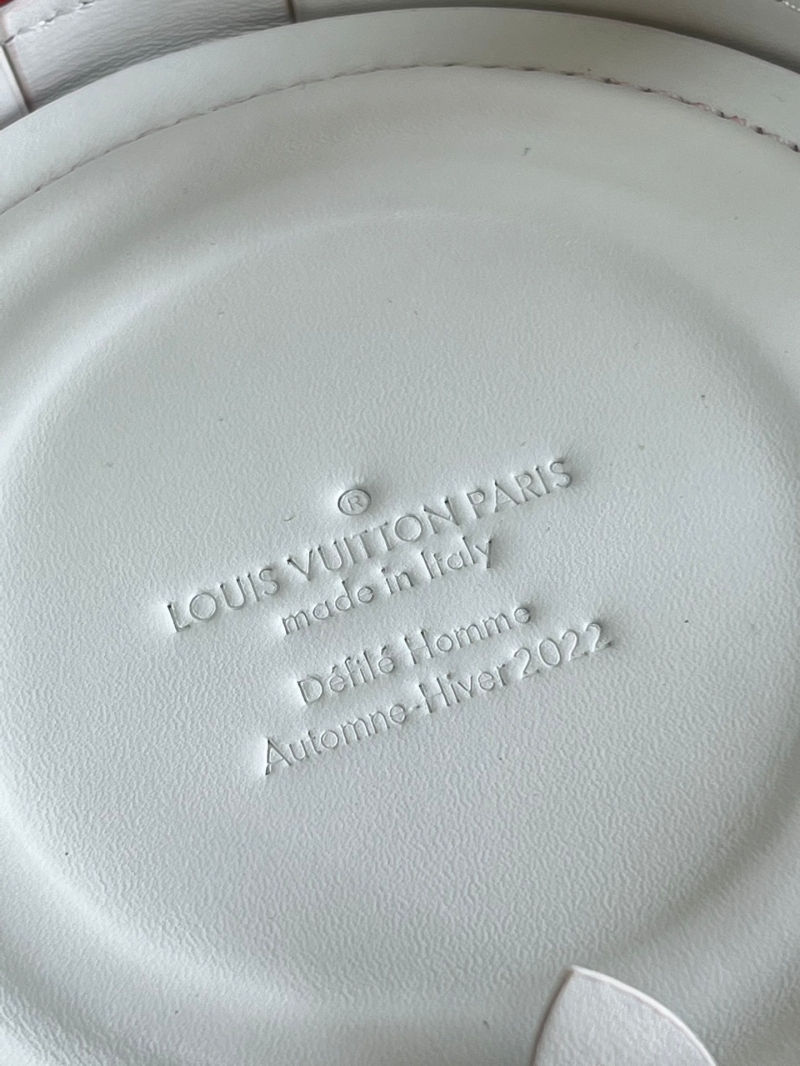 ®
LOUIS VUITTON PARIS
made in Italy
Défilé Homme
Automne-Hiver 2022